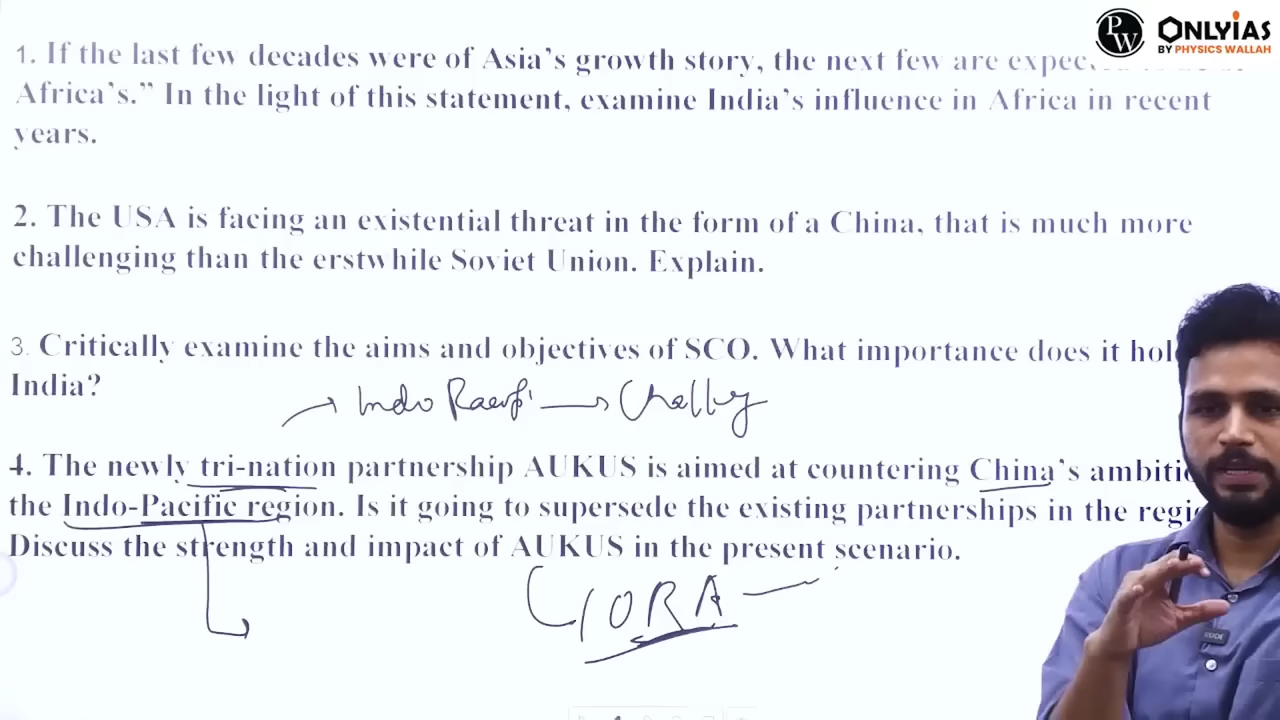 PW
ONLYIAS
BY PHYSICS WALLAH
1. If the last few decades were of Asia's growth story, the next few are
Africa's.” In the light of this statement, examine India's influence in Africa in recent
years.
2. The USA is facing an existential threat in the form of a China, that is much more
challenging than the erstwhile Soviet Union. Explain.
3. Critically examine the aims and objectives of SCO. What importance does it
India?
Indo
4. The newly tri-nation partnership AUKUS is aimed at countering China's
the Indo-Pacific region. Is it going to supersede the existing partnerships in the
Discuss the strength and impact of AUKUS in the present scenario.
IORA